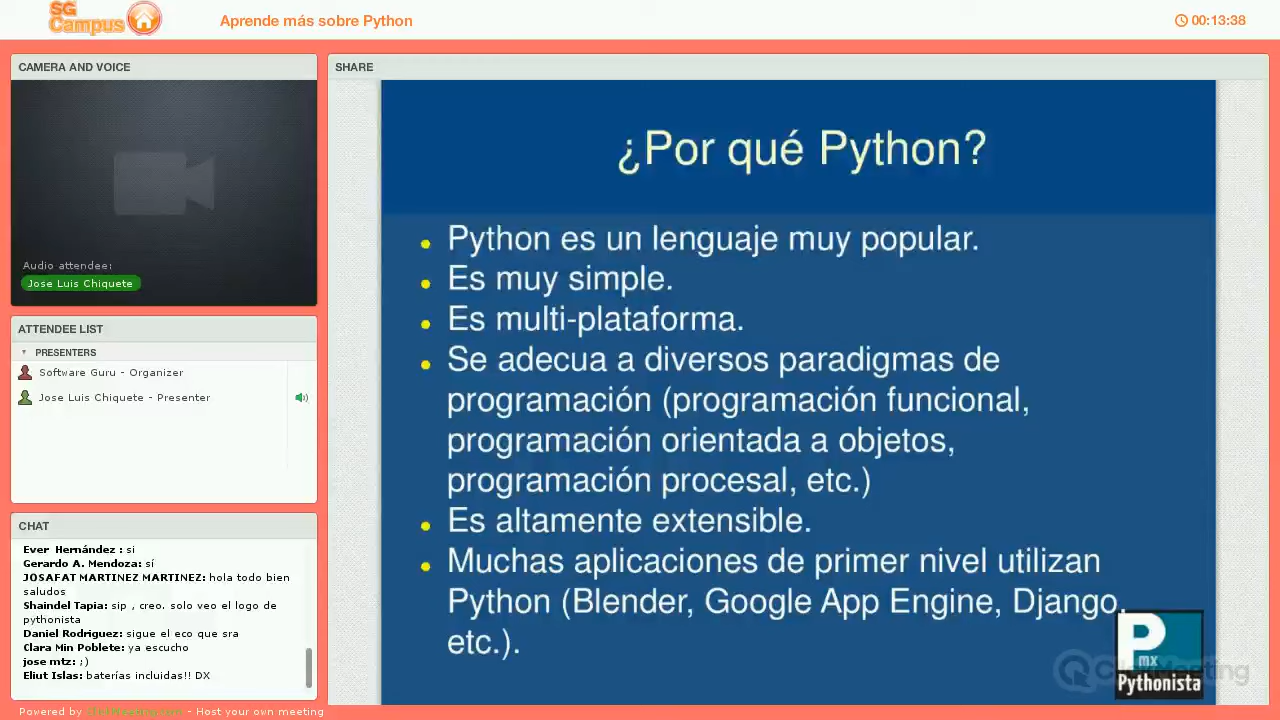 SG
Campus
Aprende más sobre Python
00:13:38
CAMERA AND VOICE
Audio attendee:
Jose Luis Chiquete
ATTENDEE LIST
PRESENTERS
Software Guru - Organizer
Jose Luis Chiquete - Presenter
CHAT
Ever Hernández : si
Gerardo A. Mendoza: sí
JOSAFAT MARTINEZ MARTINEZ: hola todo bien
saludos
Shaindel Tapia: sip , creo. solo veo el logo de
pythonista
Daniel Rodriguez: sigue el eco que sra
Clara Min Poblete: ya escucho
jose mtz: ;)
Eliut Islas: baterías incluidas!! DX
Powered by ClickMeeting.com - Host your own meeting
SHARE
¿Por qué Python?
Python es un lenguaje muy popular.
Es muy simple.
Es multi-plataforma.
Se adecua a diversos paradigmas de
programación (programación funcional,
programación orientada a objetos,
programación procesal, etc.)
Es altamente extensible.
Muchas aplicaciones de primer nivel utilizan
Python (Blender, Google App Engine, Django,
etc.).
P
mx
Pythonista
ClickMeeting